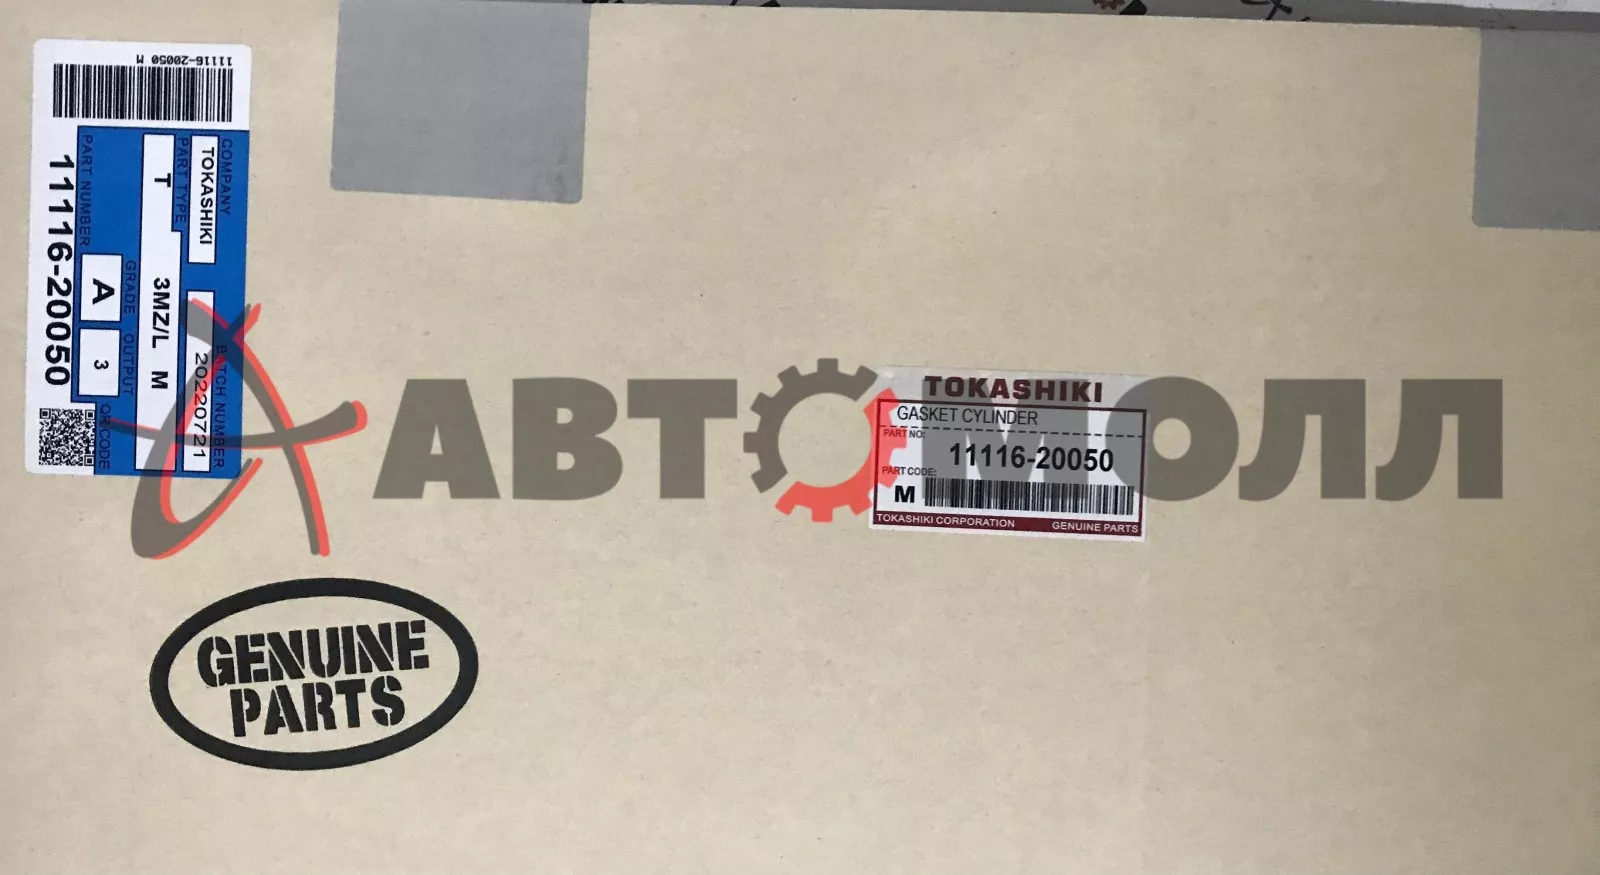 11116-20050 M
COMPANY
TOKASHIKI
PART TYPE
T 3MZ/L M
BATCH NUMBER
20220721
PART NUMBER
11116-20050
GRADE
A
OUTPUT
3
QR CODE
АВТОМОЛЛ
TOKASHIKI
GASKET CYLINDER
PART NO:
11116-20050
PART CODE:
M
TOKASHIKI CORPORATION GENUINE PARTS
GENUINE
PARTS